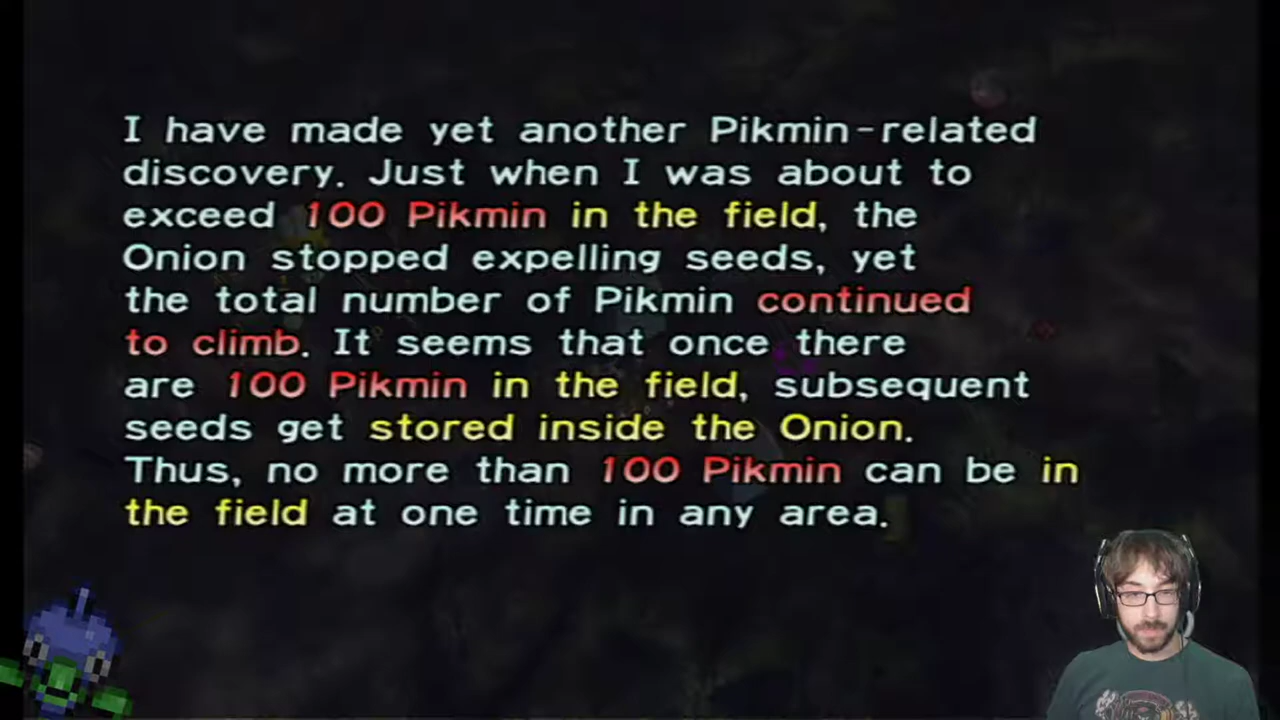 I have made yet another Pikmin-related
discovery. Just when I was about to
exceed 100 Pikmin in the field, the
Onion stopped expelling seeds, yet
the total number of Pikmin continued
to climb. It seems that once there
are 100 Pikmin in the field, subsequent
seeds get stored inside the Onion.
Thus, no more than 100 Pikmin can be in
the field at one time in any area.